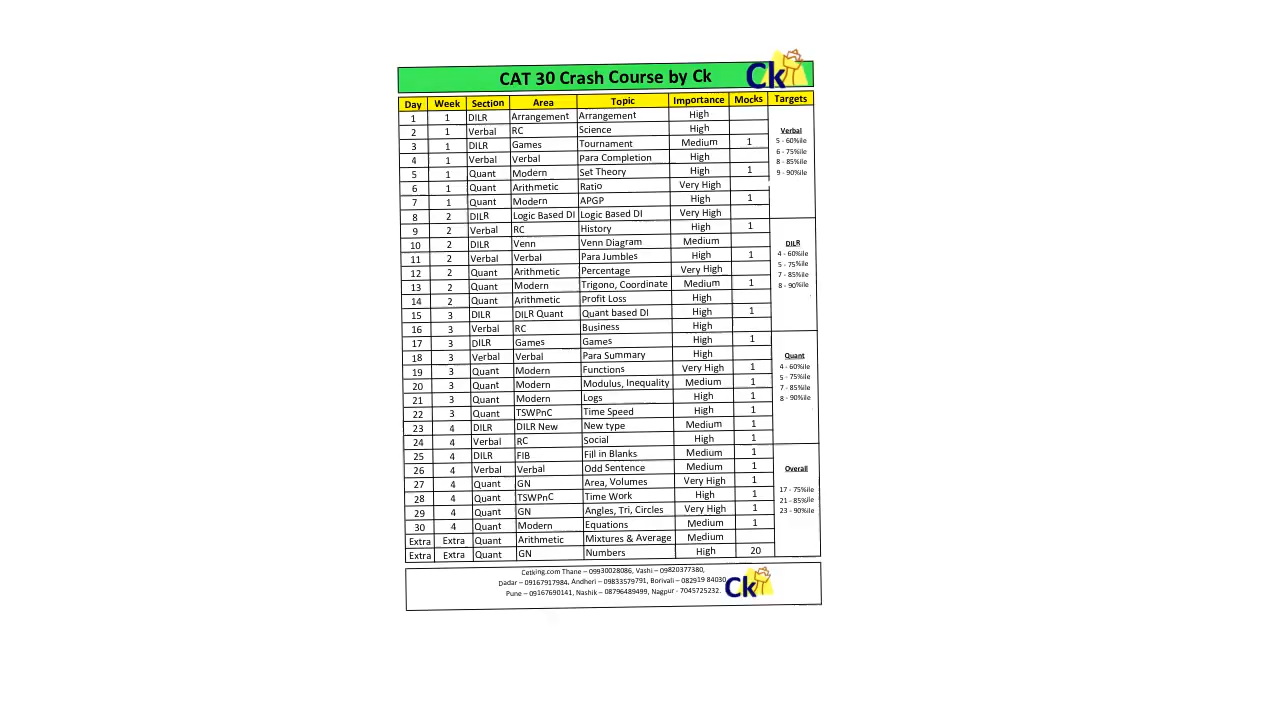 CAT 30 Crash Course by Ck
Ck
Day Week Section Area Topic Importance Mocks Targets
1 1 DILR Arrangement Arrangement High
2 1 Verbal RC Science High
3 1 DILR Games Tournament Medium 1
4 1 Verbal Verbal Para Completion High
5 1 Quant Modern Set Theory High 1
6 1 Quant Arithmetic Ratio Very High
7 1 Quant Modern APGP High 1
Verbal
5 - 60%ile
6 - 75%ile
8 - 85%ile
9 - 90%ile
8 2 DILR Logic Based DI Logic Based DI Very High
9 2 Verbal RC History High 1
10 2 DILR Venn Venn Diagram Medium
11 2 Verbal Verbal Para Jumbles High 1
12 2 Quant Arithmetic Percentage Very High
13 2 Quant Modern Trigono, Coordinate Medium 1
14 2 Quant Arithmetic Profit Loss High
DILR
4 - 60%ile
5 - 75%ile
7 - 85%ile
8 - 90%ile
15 3 DILR DILR Quant Quant based DI High 1
16 3 Verbal RC Business High
17 3 DILR Games Games High 1
18 3 Verbal Verbal Para Summary High
19 3 Quant Modern Functions Very High 1
20 3 Quant Modern Modulus, Inequality Medium 1
21 3 Quant Modern Logs High 1
22 3 Quant TSWPnC Time Speed High 1
Quant
4 - 60%ile
5 - 75%ile
7 - 85%ile
8 - 90%ile
23 4 DILR DILR New New type Medium 1
24 4 Verbal RC Social High 1
25 4 DILR FIB Fill in Blanks Medium 1
26 4 Verbal Verbal Odd Sentence Medium 1
27 4 Quant GN Area, Volumes Very High 1
28 4 Quant TSWPnC Time Work High 1
29 4 Quant GN Angles, Tri, Circles Very High 1
30 4 Quant Modern Equations Medium 1
Extra Extra Quant Arithmetic Mixtures & Average Medium
Extra Extra Quant GN Numbers High 20
Overall
17 - 75%ile
21 - 85%ile
23 - 90%ile
Cetking.com Thane – 09930028086, Vashi – 09820377380,
Dadar – 09167917984, Andheri – 09833579791, Borivali – 082919 84030
Pune – 09167690141, Nashik – 08796489499, Nagpur - 7045725232.
Ck